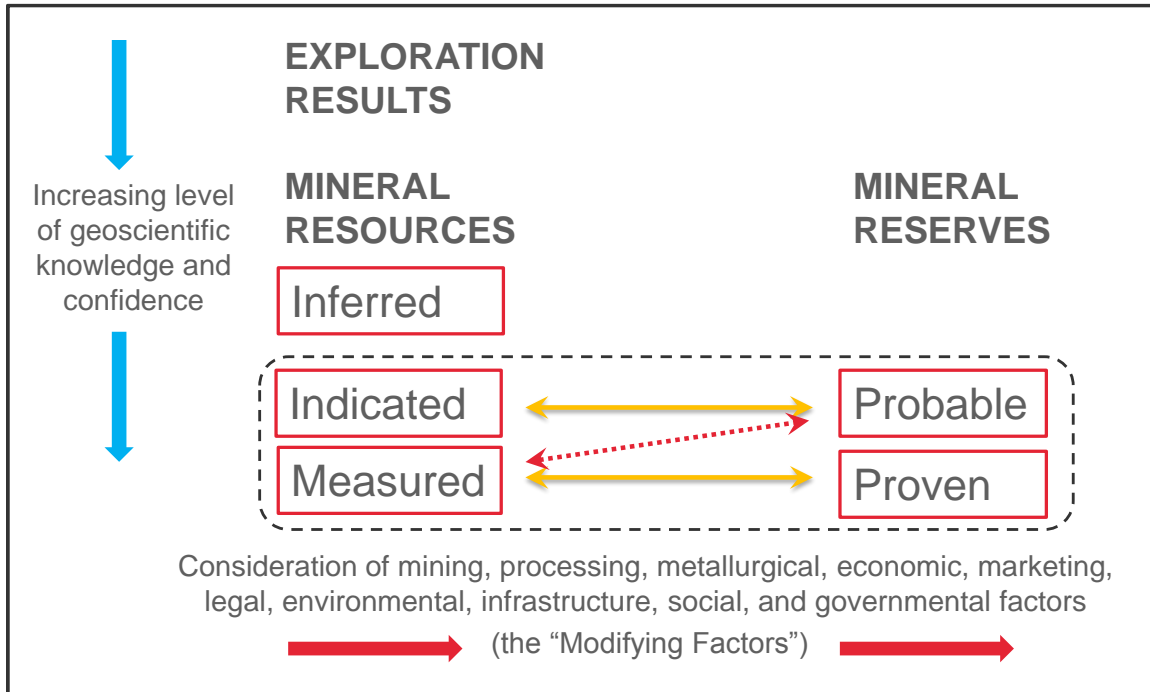 EXPLORATION
RESULTS
Increasing level
of geoscientific
knowledge and
confidence
MINERAL
RESOURCES
MINERAL
RESERVES
Inferred
Indicated
Probable
Measured
Proven
Consideration of mining, processing, metallurgical, economic, marketing,
legal, environmental, infrastructure, social, and governmental factors
(the “Modifying Factors”)